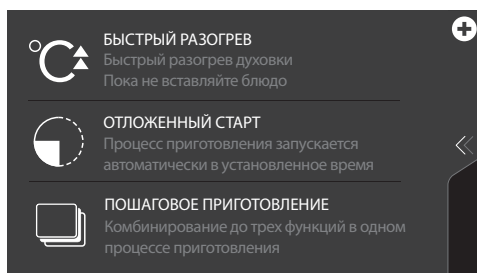 БЫСТРЫЙ РАЗОГРЕВ
Быстрый разогрев духовки
Пока не вставляйте блюдо
ОТЛОЖЕННЫЙ СТАРТ
Процесс приготовления запускается
автоматически в установленное время
ПОШАГОВОЕ ПРИГОТОВЛЕНИЕ
Комбинирование до трех функций в одном
процессе приготовления